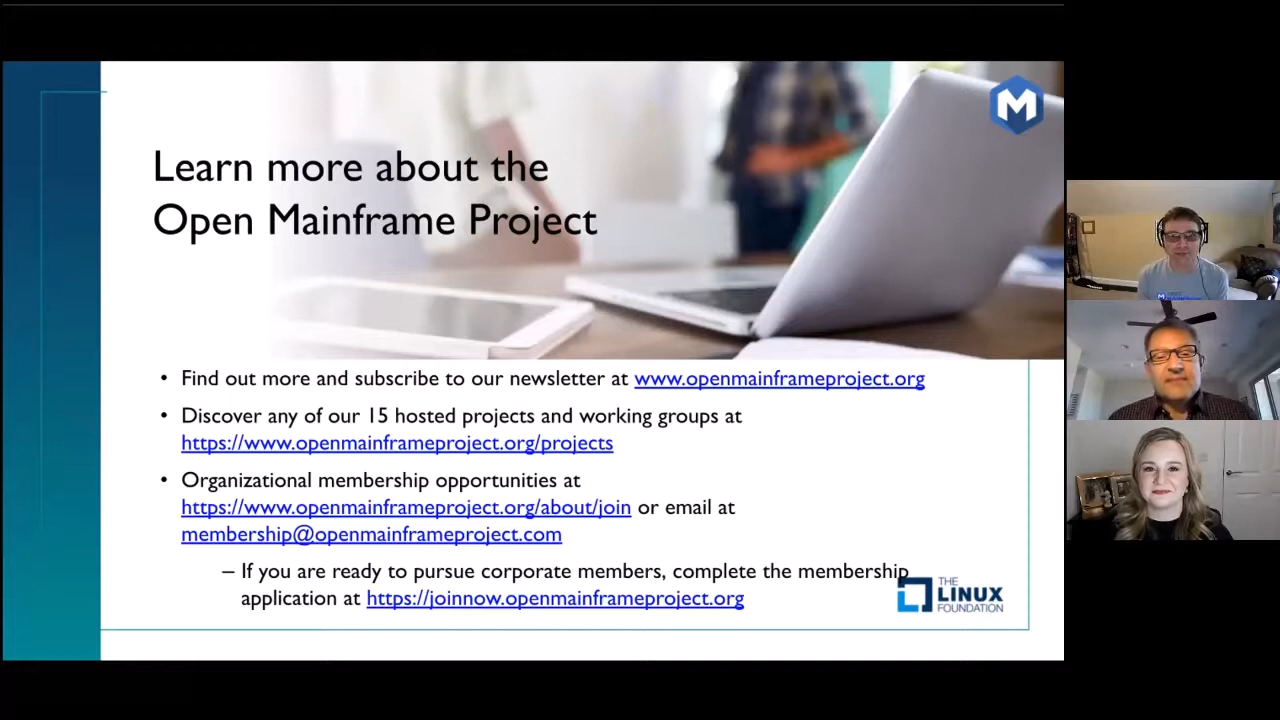 M
Learn more about the
Open Mainframe Project
• Find out more and subscribe to our newsletter at www.openmainframeproject.org
• Discover any of our 15 hosted projects and working groups at
https://www.openmainframeproject.org/projects
• Organizational membership opportunities at
https://www.openmainframeproject.org/about/join or email at
membership@openmainframeproject.com
– If you are ready to pursue corporate members, complete the membership
application at https://joinnow.openmainframeproject.org
THE
LINUX
FOUNDATION